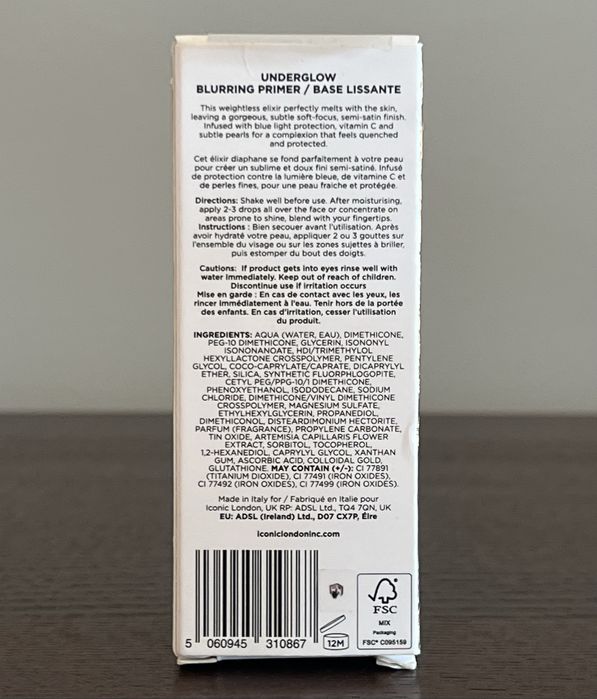 UNDERGLOW
BLURRING PRIMER / BASE LISSANTE
This weightless elixir perfectly melts with the skin,
leaving a gorgeous, subtle soft-focus, semi-satin finish.
Infused with blue light protection, vitamin C and
subtle pearls for a complexion that feels quenched
and protected.
Cet élixir diaphane se fond parfaitement à votre peau
pour créer un sublime et doux fini semi-satiné. Infusé
de protection contre la lumière bleue, de vitamine C et
de perles fines, pour une peau fraiche et protégée.
Directions: Shake well before use. After moisturising,
apply 2-3 drops all over the face or concentrate on
areas prone to shine, blend with your fingertips.
Instructions : Bien secouer avant l'utilisation. Après
avoir hydraté votre peau, appliquer 2 ou 3 gouttes sur
l'ensemble du visage ou sur les zones sujettes à briller,
puis estomper du bout des doigts.
Cautions: If product gets into eyes rinse well with
water immediately. Keep out of reach of children.
Discontinue use if irritation occurs
Mise en garde : En cas de contact avec les yeux, les
rincer immédiatement à l'eau. Tenir hors de la portée
des enfants. En cas d'irritation, cesser l'utilisation
du produit.
INGREDIENTS: AQUA (WATER, EAU), DIMETHICONE,
PEG-10 DIMETHICONE, GLYCERIN, ISONONYL
ISONONANOATE, HDI/TRIMETHYLOL
HEXYLLACTONE CROSSPOLYMER, PENTYLENE
GLYCOL, COCO-CAPRYLATE/CAPRATE, DICAPRYLYL
ETHER, SILICA, SYNTHETIC FLUORPHLOGOPITE,
CETYL PEG/PPG-10/1 DIMETHICONE,
PHENOXYETHANOL, ISODODECANE, SODIUM
CHLORIDE, DIMETHICONE/VINYL DIMETHICONE
CROSSPOLYMER, MAGNESIUM SULFATE,
ETHYLHEXYLGLYCERIN, PROPANEDIOL,
DIMETHICONOL, DISTEARDIMONIUM HECTORITE,
PARFUM (FRAGRANCE), PROPYLENE CARBONATE,
TIN OXIDE, ARTEMISIA CAPILLARIS FLOWER
EXTRACT, SORBITOL, TOCOPHEROL,
1,2-HEXANEDIOL, CAPRYLYL GLYCOL, XANTHAN
GUM, ASCORBIC ACID, COLLOIDAL GOLD,
GLUTATHIONE. MAY CONTAIN (+/-): CI 77891
(TITANIUM DIOXIDE), CI 77491 (IRON OXIDES),
CI 77492 (IRON OXIDES), CI 77499 (IRON OXIDES).
Made in Italy for / Fabriqué en Italie pour
Iconic London, UK RP: ADSL Ltd., TQ4 7QN, UK
EU: ADSL (Ireland) Ltd., D07 CX7P, Éire
iconiclondoninc.com
5 060945 310867
12M
FSC
MIX
Packaging
FSC® C095159